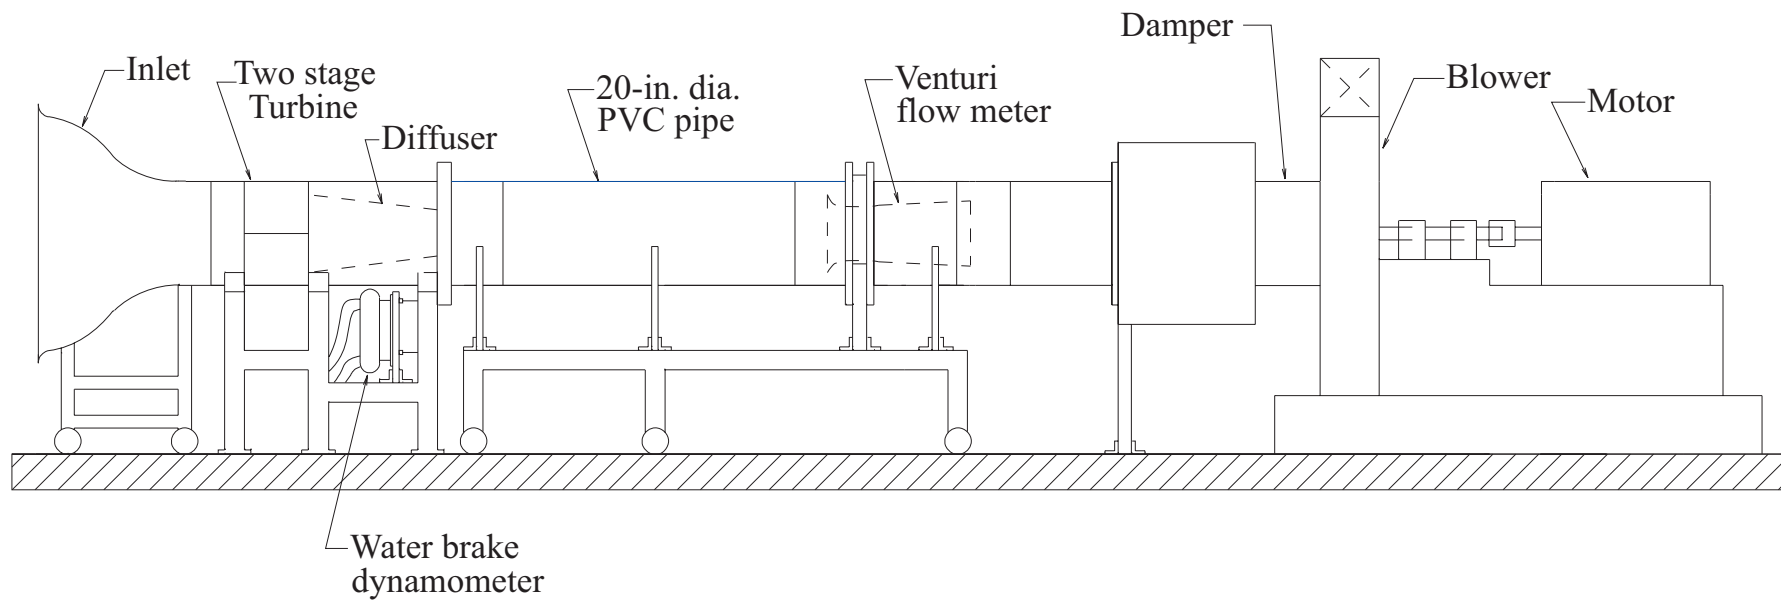 Inlet
Two stage
Turbine
Diffuser
20-in. dia.
PVC pipe
Venturi
flow meter
Damper
Blower
Motor
Water brake
dynamometer